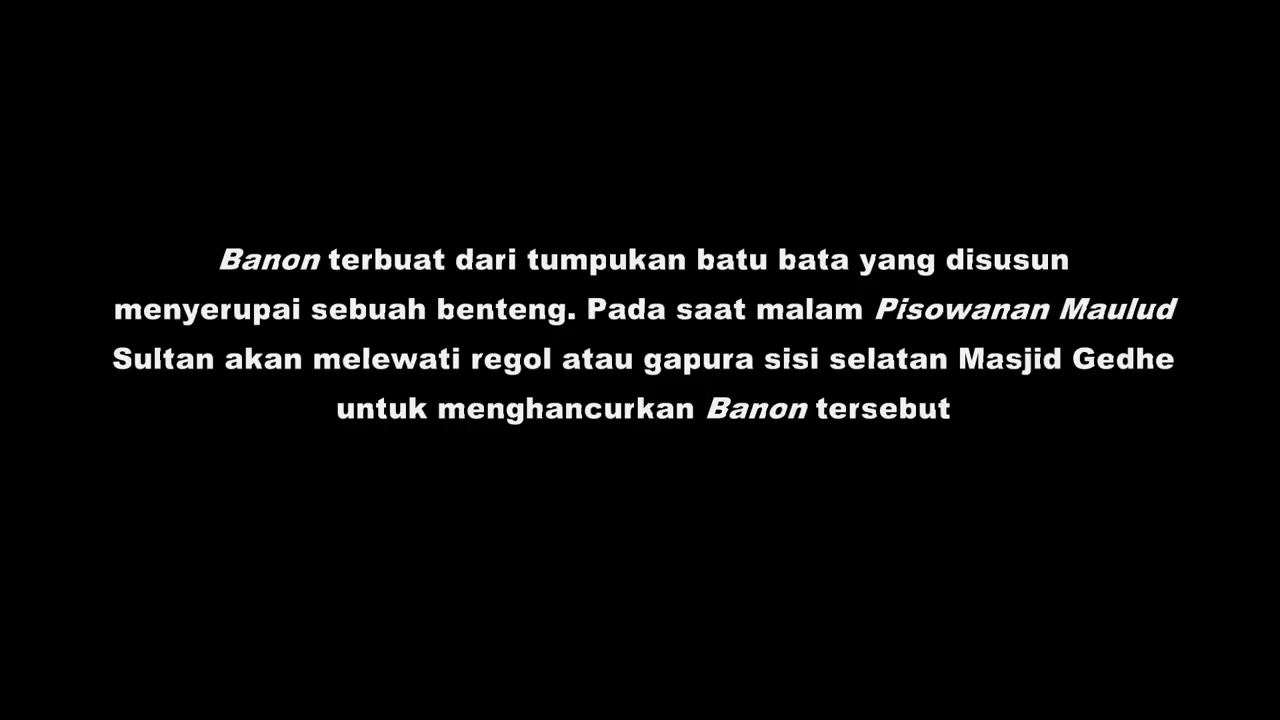 Banon terbuat dari tumpukan batu bata yang disusun
menyerupai sebuah benteng. Pada saat malam Pisowanan Maulud
Sultan akan melewati regol atau gapura sisi selatan Masjid Gedhe
untuk menghancurkan Banon tersebut